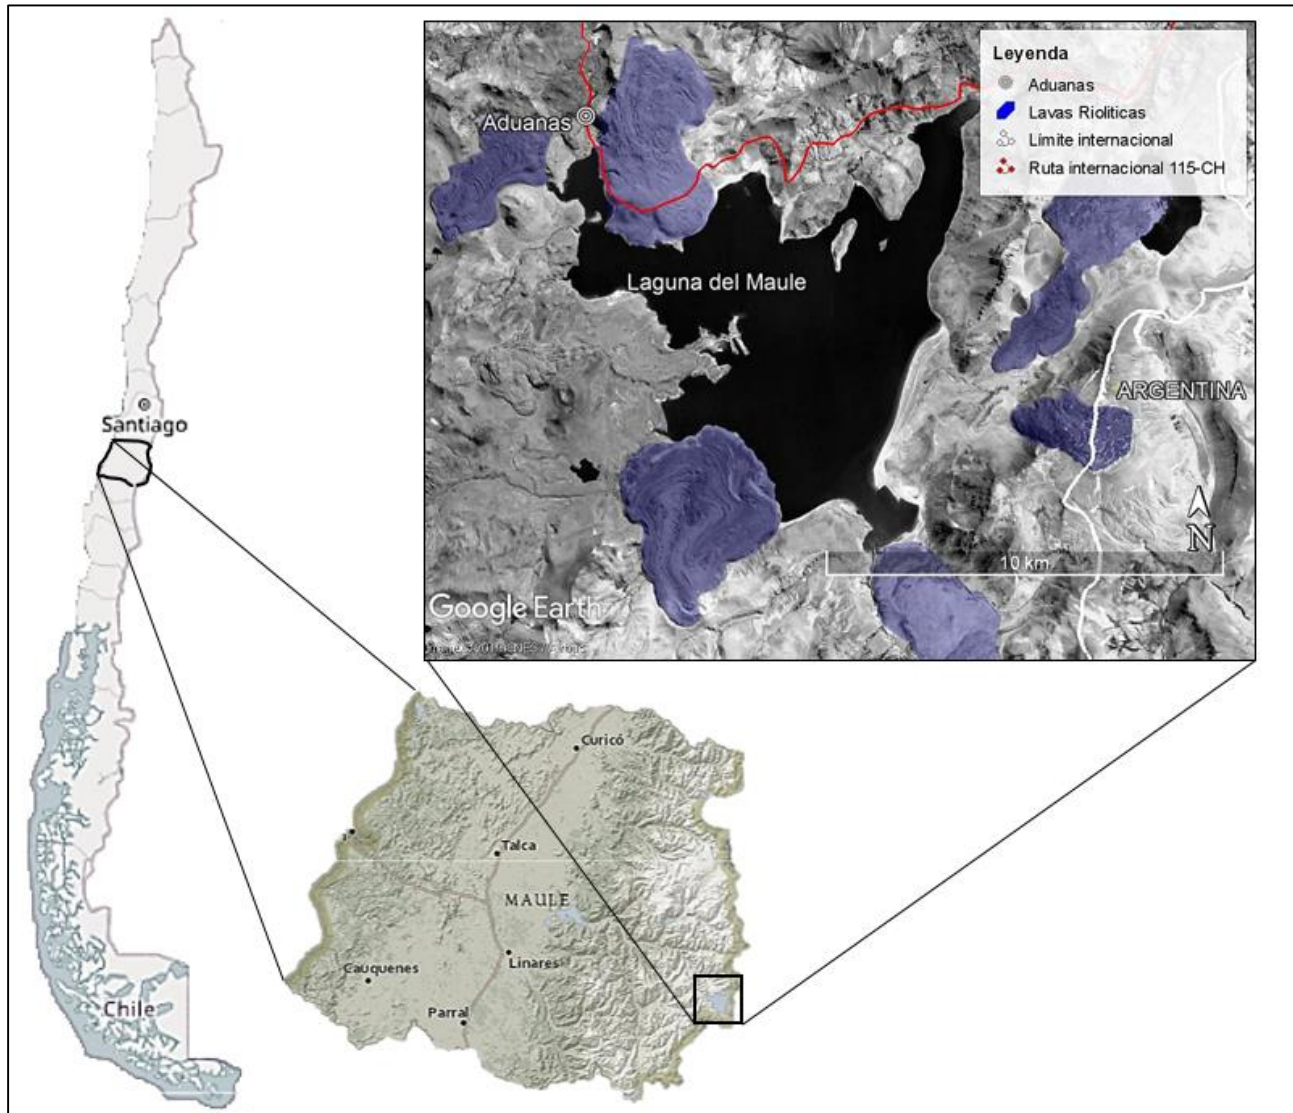 Leyenda
Aduanas
Lavas Riolíticas
Límite internacional
Ruta internacional 115-CH
Aduanas
Laguna del Maule
ARGENTINA
N
10 km
Google Earth
Santiago
Chile
Curicó
Talca
MAULE
Linares
Cauquenes
Parral